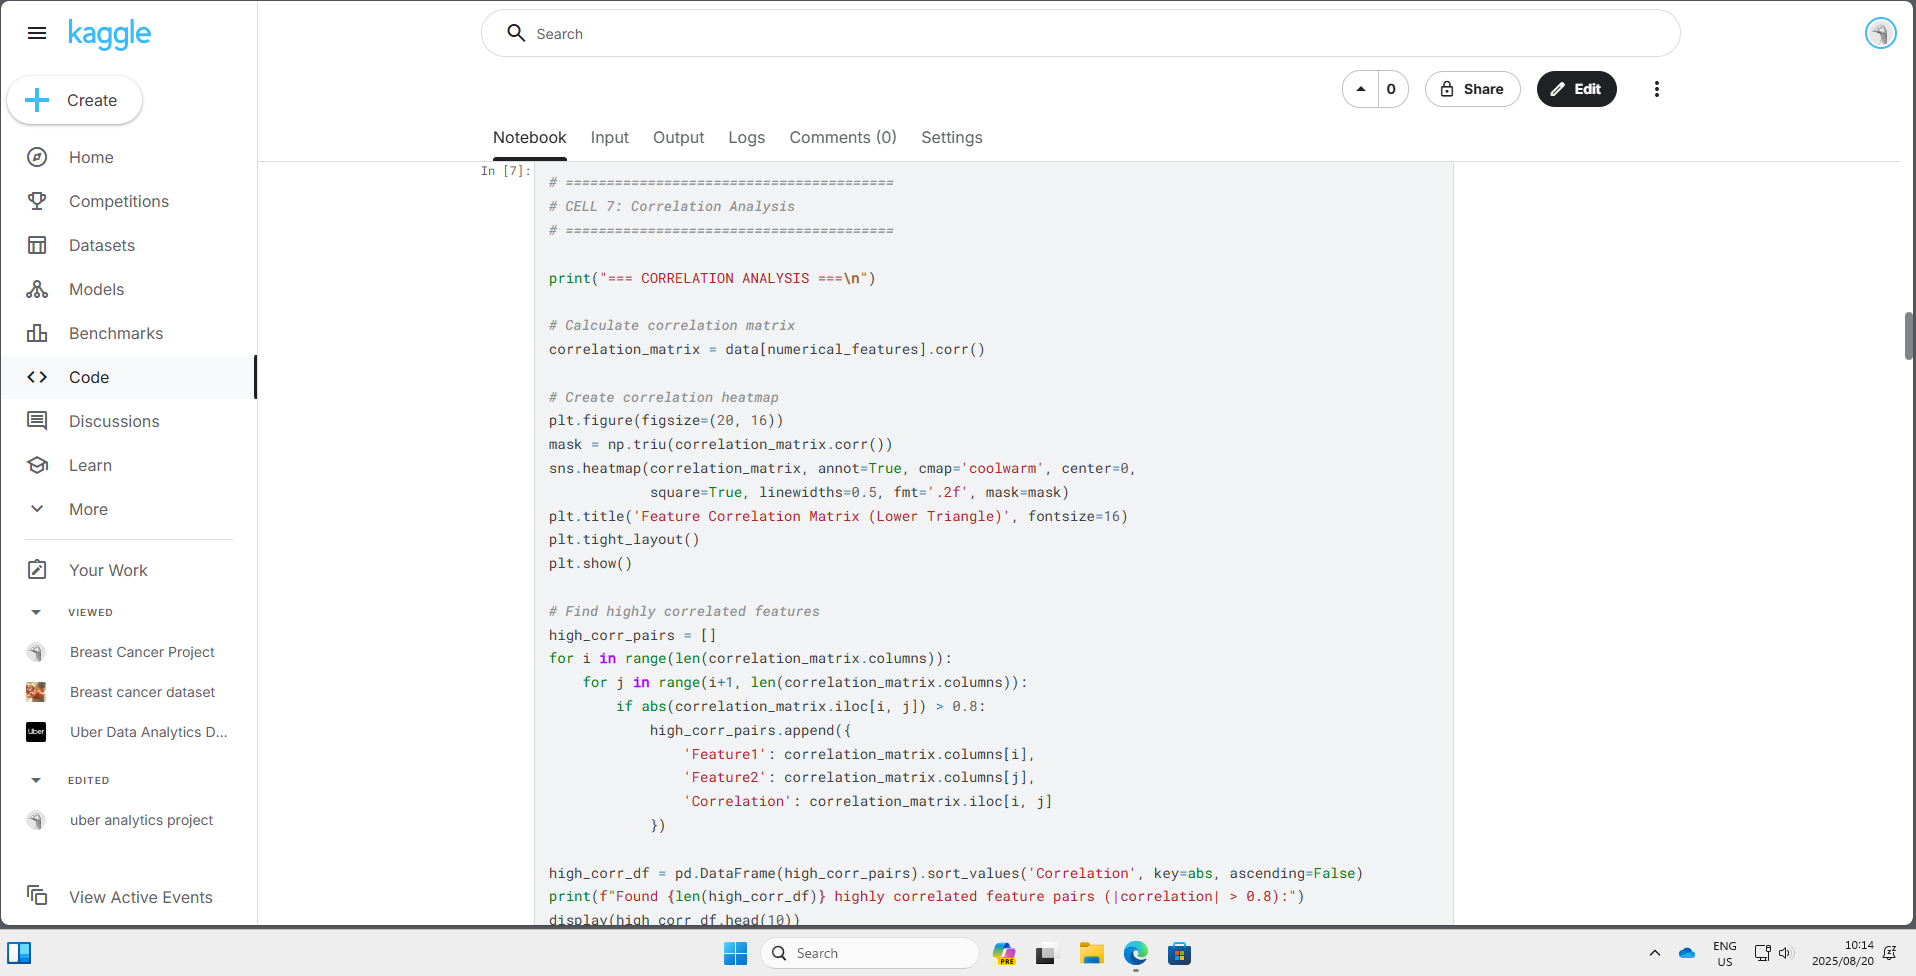 kaggle
Search
Create
0
Share
Edit
Notebook
Input
Output
Logs
Comments (0)
Settings
Home
Competitions
Datasets
Models
Benchmarks
Code
Discussions
Learn
More
Your Work
VIEWED
Breast Cancer Project
Breast cancer dataset
Uber
Uber Data Analytics D...
EDITED
uber analytics project
View Active Events
In [7]:
# =======================================
# CELL 7: Correlation Analysis
# =======================================
print("=== CORRELATION ANALYSIS ===\n")
# Calculate correlation matrix
correlation_matrix = data[numerical_features].corr()
# Create correlation heatmap
plt.figure(figsize=(20, 16))
mask = np.triu(correlation_matrix.corr())
sns.heatmap(correlation_matrix, annot=True, cmap='coolwarm', center=0,
            square=True, linewidths=0.5, fmt='.2f', mask=mask)
plt.title('Feature Correlation Matrix (Lower Triangle)', fontsize=16)
plt.tight_layout()
plt.show()
# Find highly correlated features
high_corr_pairs = []
for i in range(len(correlation_matrix.columns)):
    for j in range(i+1, len(correlation_matrix.columns)):
        if abs(correlation_matrix.iloc[i, j]) > 0.8:
            high_corr_pairs.append({
                'Feature1': correlation_matrix.columns[i],
                'Feature2': correlation_matrix.columns[j],
                'Correlation': correlation_matrix.iloc[i, j]
            })
high_corr_df = pd.DataFrame(high_corr_pairs).sort_values('Correlation', key=abs, ascending=False)
print(f"Found {len(high_corr_df)} highly correlated feature pairs (|correlation| > 0.8):")
display(high_corr_df.head(10))
Search
PRE
ENG
US
10:14
2025/08/20